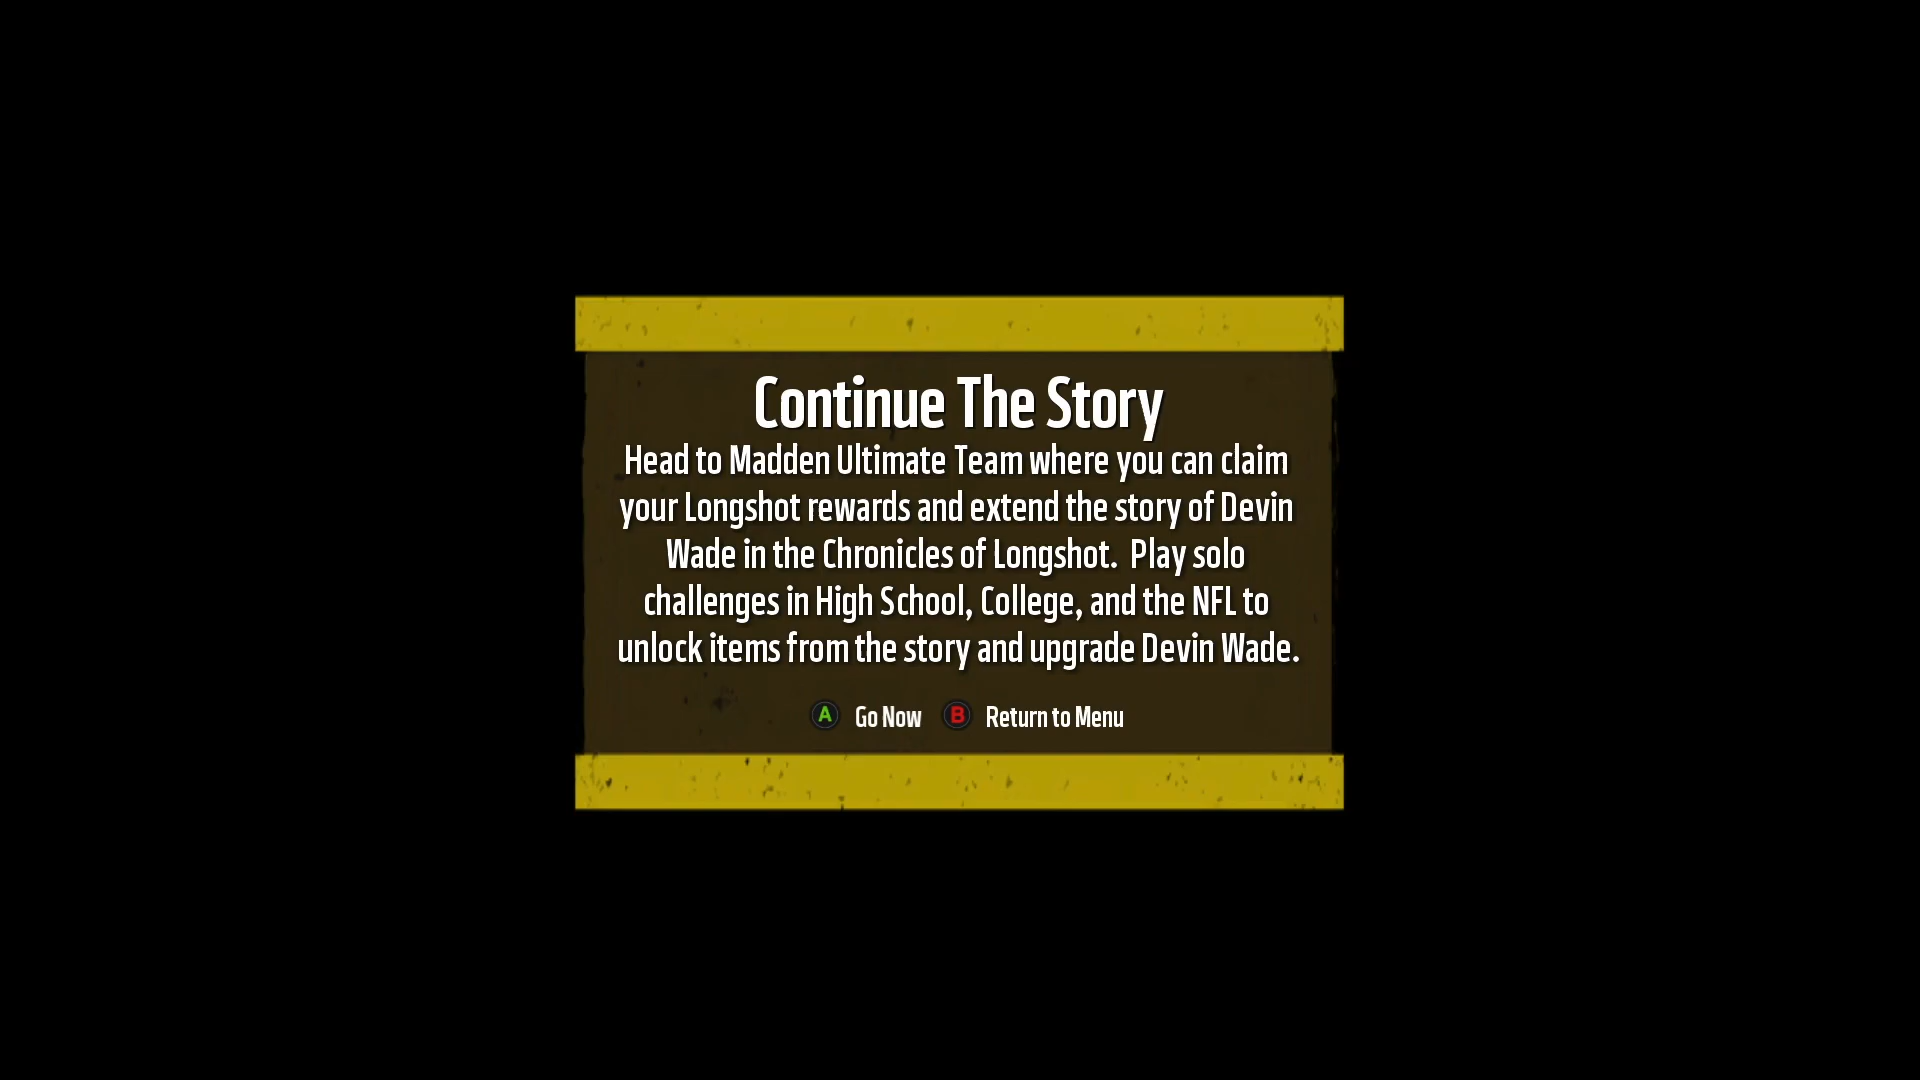 Continue The Story
Head to Madden Ultimate Team where you can claim
your Longshot rewards and extend the story of Devin
Wade in the Chronicles of Longshot.  Play solo
challenges in High School, College, and the NFL to
unlock items from the story and upgrade Devin Wade.
A Go Now B Return to Menu